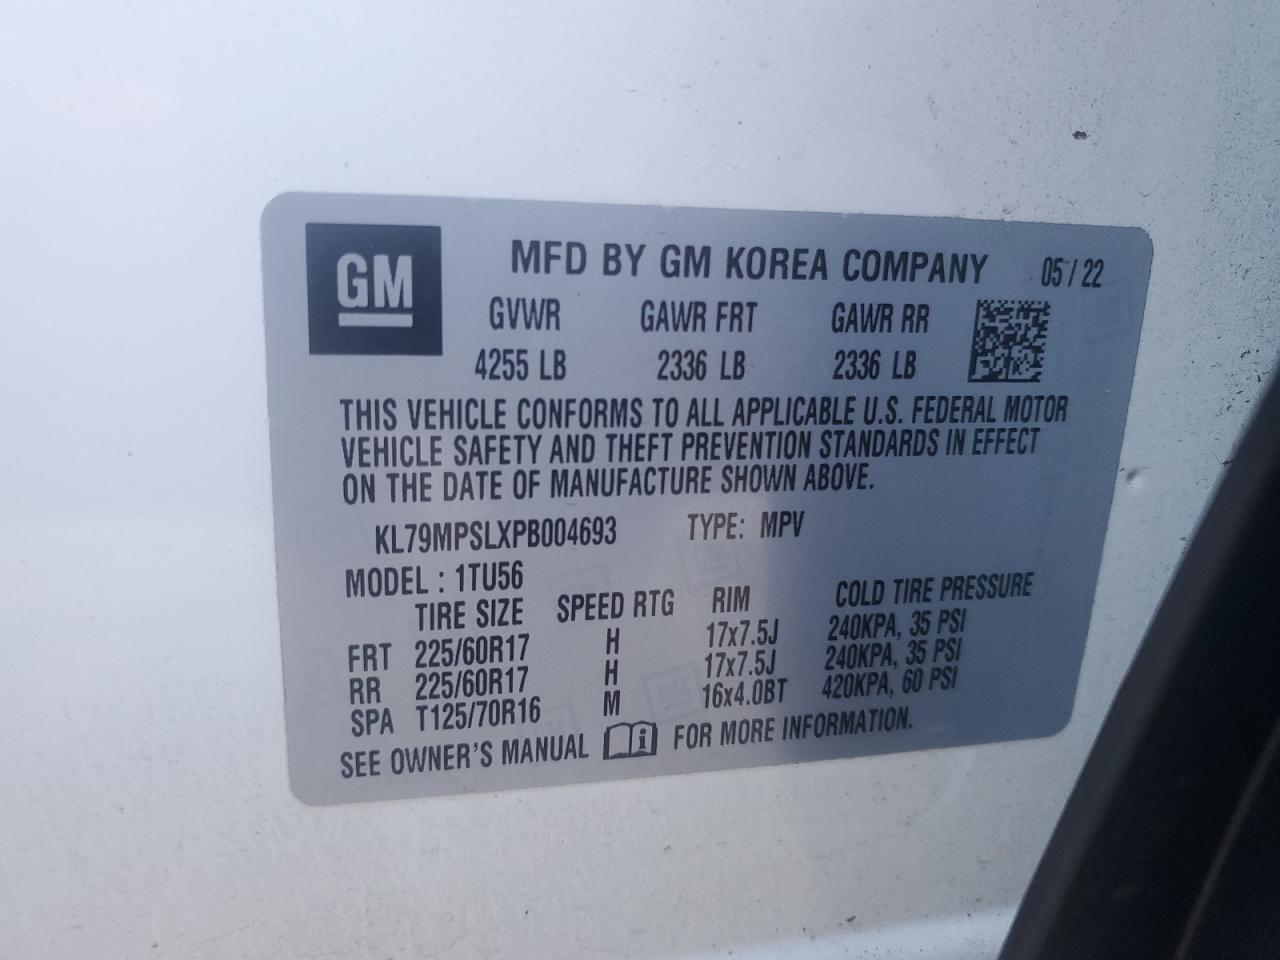 GM
MFD BY GM KOREA COMPANY 05/22
GVWR GAWR FRT GAWR RR
4255 LB 2336 LB 2336 LB
THIS VEHICLE CONFORMS TO ALL APPLICABLE U.S. FEDERAL MOTOR
VEHICLE SAFETY AND THEFT PREVENTION STANDARDS IN EFFECT
ON THE DATE OF MANUFACTURE SHOWN ABOVE.
KL79MPSLXPB004693 TYPE: MPV
MODEL : 1TU56
TIRE SIZE SPEED RTG RIM COLD TIRE PRESSURE
FRT 225/60R17 H 17x7.5J 240KPA, 35 PSI
RR 225/60R17 H 17x7.5J 240KPA, 35 PSI
SPA T125/70R16 M 16x4.0BT 420KPA, 60 PSI
SEE OWNER'S MANUAL i FOR MORE INFORMATION.